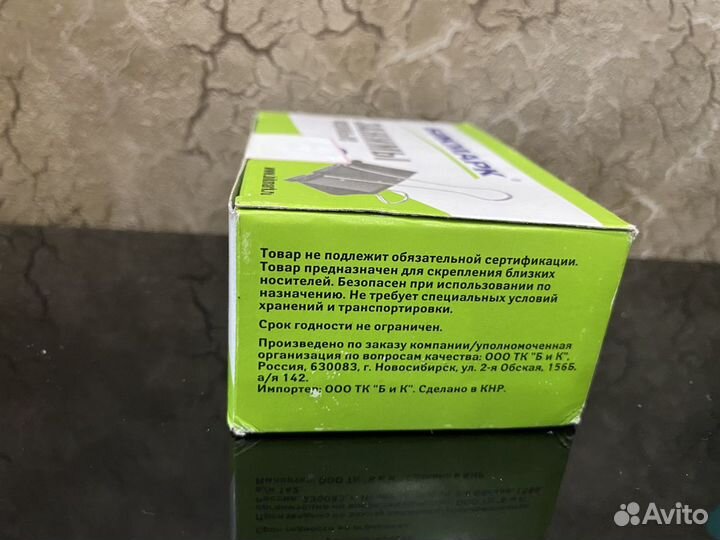 ЗАЖИМЫ
Товар не подлежит обязательной сертификации.
Товар предназначен для скрепления близких
носителей. Безопасен при использовании по
назначению. Не требует специальных условий
хранений и транспортировки.
Срок годности не ограничен.
Произведено по заказу компании/уполномоченная
организация по вопросам качества: ООО ТК "Б и К".
Россия, 630083, г. Новосибирск, ул. 2-я Обская, 156Б,
а/я 142.
Импортер: ООО ТК "Б и К". Сделано в КНР.
Avito